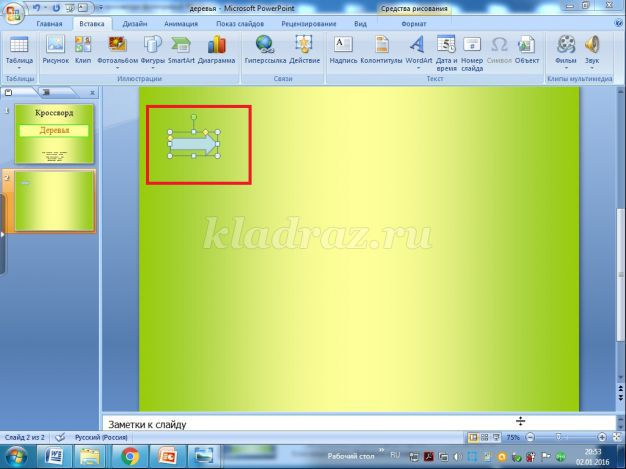 деревья - Microsoft PowerPoint
Средства рисования
Главная Вставка Дизайн Анимация Показ слайдов Рецензирование Вид Формат
Таблица Рисунок Клип Фотоальбом Фигуры SmartArt Диаграмма Гиперссылка Действие Надпись Колонтитулы WordArt Дата и время Номер слайда Символ Объект Фильм Звук
Таблицы Иллюстрации Связи Текст Клипы мультимедиа
1
Кроссворд
Деревья
2
kladraz.ru
Заметки к слайду
Слайд 2 из 2 Русский (Россия) 75%
Рабочий стол » RU 20:53
02.01.2016